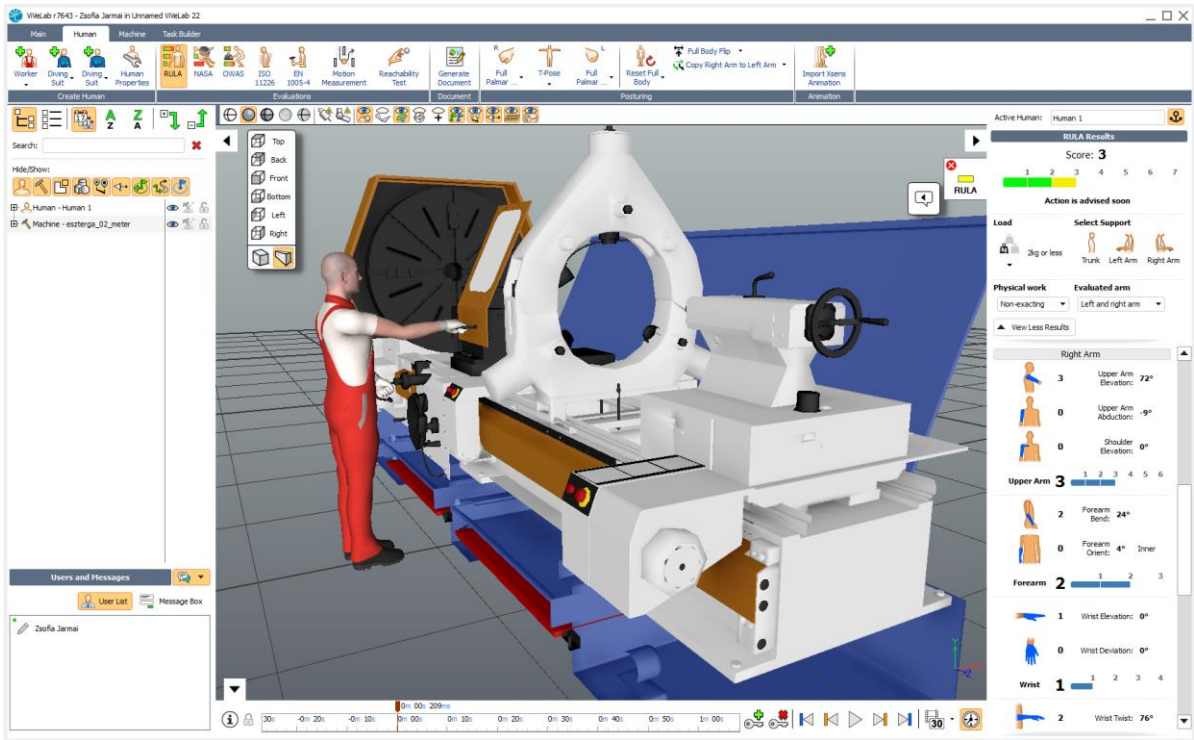 ViVeLab r7643 - Zsofia Jarmai in Unnamed ViVeLab 22
Main Human Machine Task Builder
Worker
Diving Suit
Diving Suit
Human Properties
RULA
NASA
OWAS
ISO 11226
EN 1005-4
Motion Measurement
Reachability Test
Generate Document
R
Full Palmar ...
T-Pose
L
Full Palmar ...
Reset Full Body
Full Body Flip
Copy Right Arm to Left Arm
Import Xsens Animation
Create Human
Evaluations
Document
Posturing
Animation
A Z
Z A
Search:
Hide/Show:
Human - Human 1
Machine - eszterga_02_meter
Users and Messages
User List
Message Box
Zsofia Jarmai
Top
Back
Front
Bottom
Left
Right
RULA
Y
Z
0m 00s 209ms
30s -0m 20s -0m 10s 0m 00s 0m 10s 0m 20s 0m 30s 0m 40s 0m 50s 1m 00s
30
Active Human: Human 1
RULA Results
Score: 3
1 2 3 4 5 6 7
Action is advised soon
Load Select Support
2kg or less
Trunk Left Arm Right Arm
Physical work Evaluated arm
Non-exacting Left and right arm
View Less Results
Right Arm
3 Upper Arm Elevation: 72°
0 Upper Arm Abduction: -9°
0 Shoulder Elevation: 0°
Upper Arm 3 1 2 3 4 5 6
2 Forearm Bend: 24°
0 Forearm Orient: 4° Inner
Forearm 2 1 2 3
1 Wrist Elevation: 0°
0 Wrist Deviation: 0°
Wrist 1 1 2 3 4
2 Wrist Twist: 76°